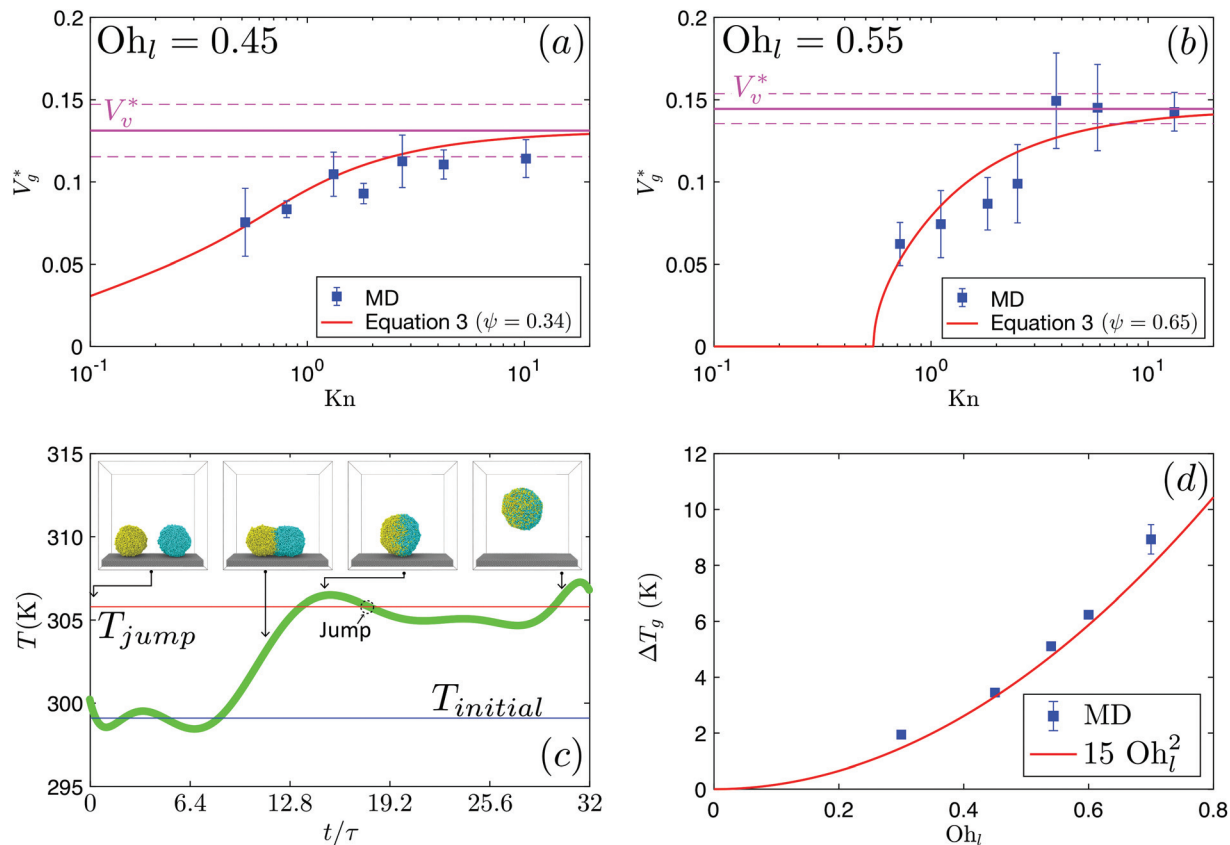 Oh_l = 0.45
(a)
0.2
0.15
0.1
0.05
0
V_g^*
V_v^*
MD
Equation 3 (ψ = 0.34)
10^-1
10^0
10^1
Kn
Oh_l = 0.55
(b)
0.2
0.15
0.1
0.05
0
V_g^*
V_v^*
MD
Equation 3 (ψ = 0.65)
10^-1
10^0
10^1
Kn
315
310
305
300
295
T(K)
T_jump
Jump
T_initial
(c)
0
6.4
12.8
19.2
25.6
32
t/τ
12
10
8
6
4
2
0
ΔT_g (K)
(d)
MD
15 Oh_l^2
0
0.2
0.4
0.6
0.8
Oh_l